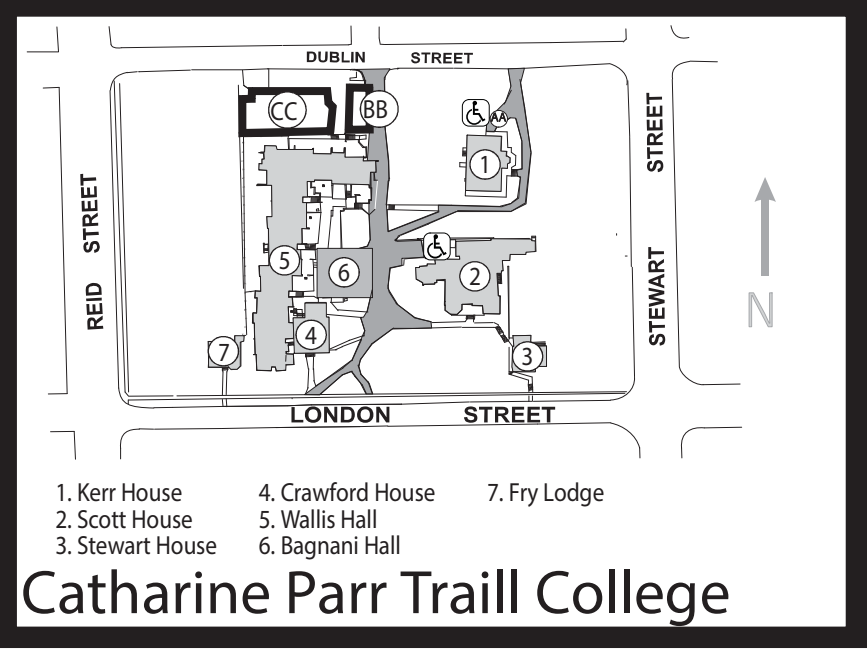 DUBLIN STREET
CC
BB
AA
1
REID STREET
STEWART STREET
5
6
2
N
4
7
3
LONDON STREET
1. Kerr House
2. Scott House
3. Stewart House
4. Crawford House
5. Wallis Hall
6. Bagnani Hall
7. Fry Lodge
Catharine Parr Traill College